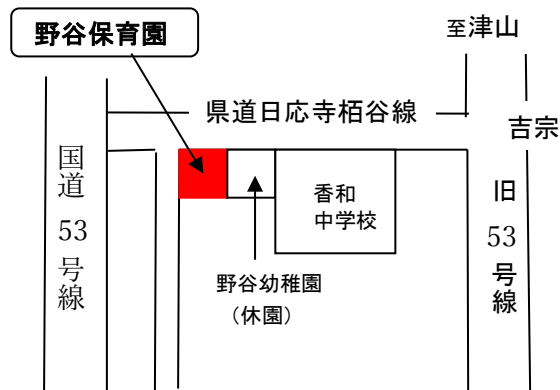 野谷保育園
至津山
県道日応寺栢谷線
吉宗
国道53号線
香和
中学校
旧53号線
野谷幼稚園
（休園）